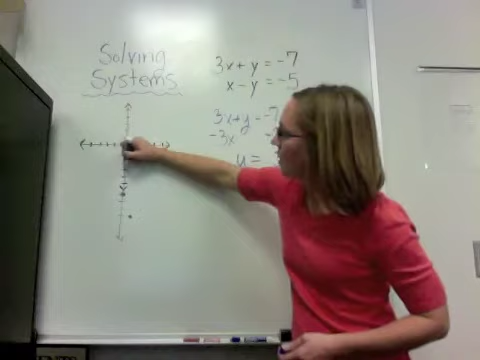 Solving
Systems
3x + y = -7
x - y = -5
3x + y = -7
-3x
y =